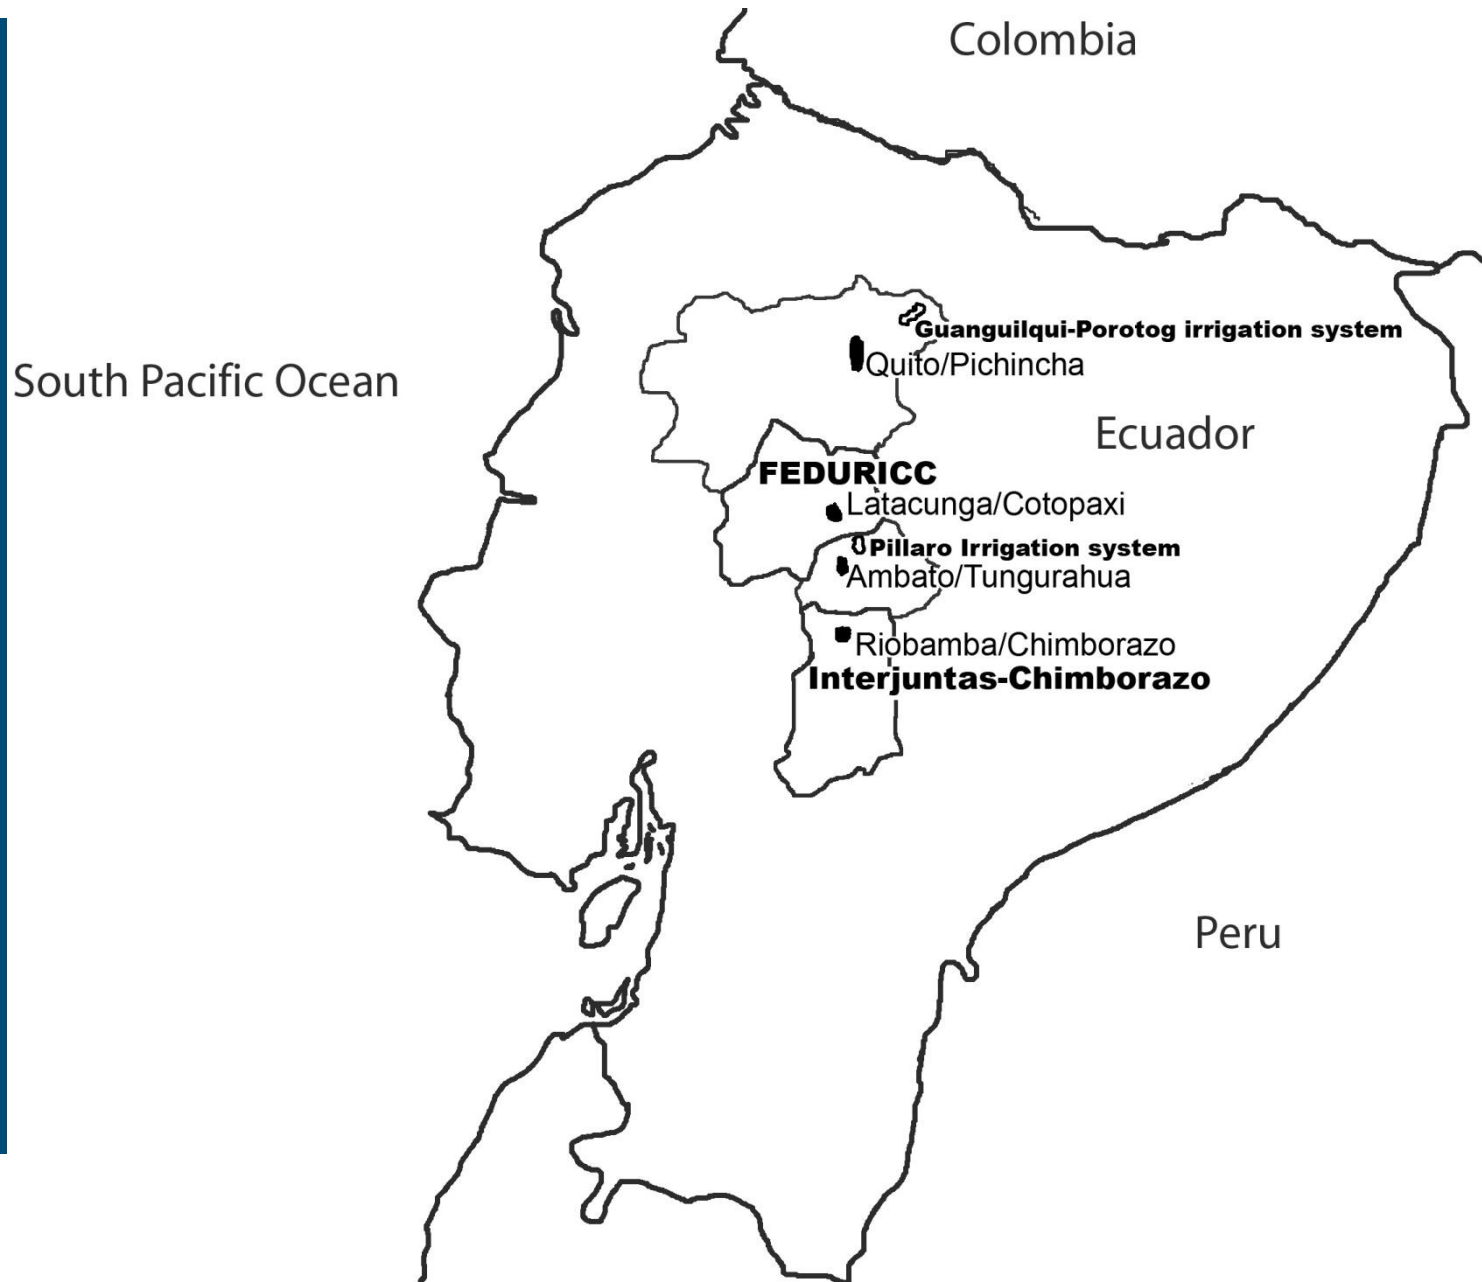 Colombia
Guanguilqui-Porotog irrigation system
Quito/Pichincha
South Pacific Ocean
Ecuador
FEDURICC
Latacunga/Cotopaxi
Pillaro Irrigation system
Ambato/Tungurahua
Riobamba/Chimborazo
Interjuntas-Chimborazo
Peru